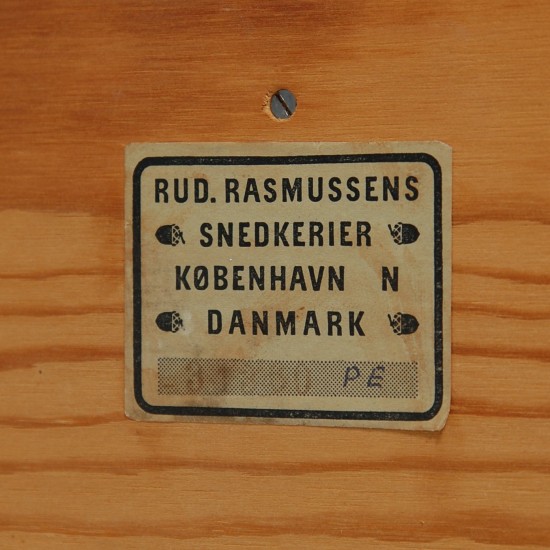 RUD. RASMUSSENS
SNEDKERIER
KØBENHAVN N
DANMARK
PE